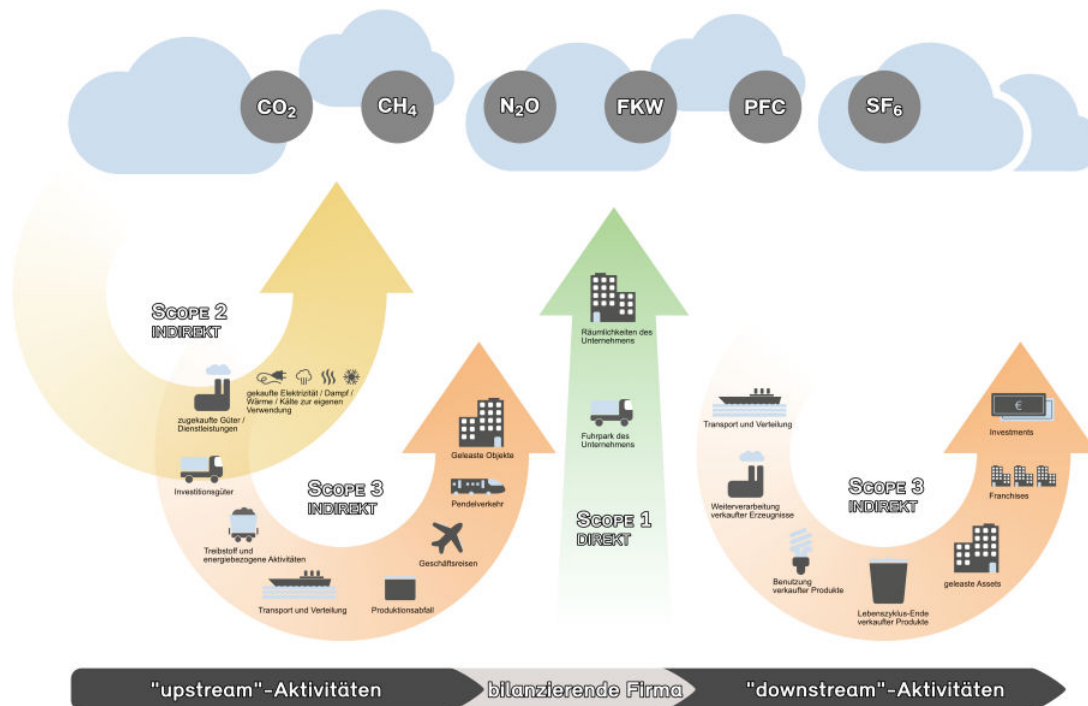 CO₂
CH₄
N₂O
FKW
PFC
SF₆
SCOPE 2
INDIREKT
zugekaufte Güter /
Dienstleistungen
gekaufte Elektrizität / Dampf /
Wärme / Kälte zur eigenen
Verwendung
Investitionsgüter
Treibstoff und
energiebezogene Aktivitäten
Transport und Verteilung
Produktionsabfall
Geschäftsreisen
Pendelverkehr
Geleaste Objekte
SCOPE 3
INDIREKT
Räumlichkeiten des
Unternehmens
Fuhrpark des
Unternehmens
SCOPE 1
DIREKT
Transport und Verteilung
Weiterverarbeitung
verkaufter Erzeugnisse
Benutzung
verkaufter Produkte
Lebenszyklus-Ende
verkaufter Produkte
geleaste Assets
Franchises
€
Investments
SCOPE 3
INDIREKT
"upstream"-Aktivitäten
bilanzierende Firma
"downstream"-Aktivitäten